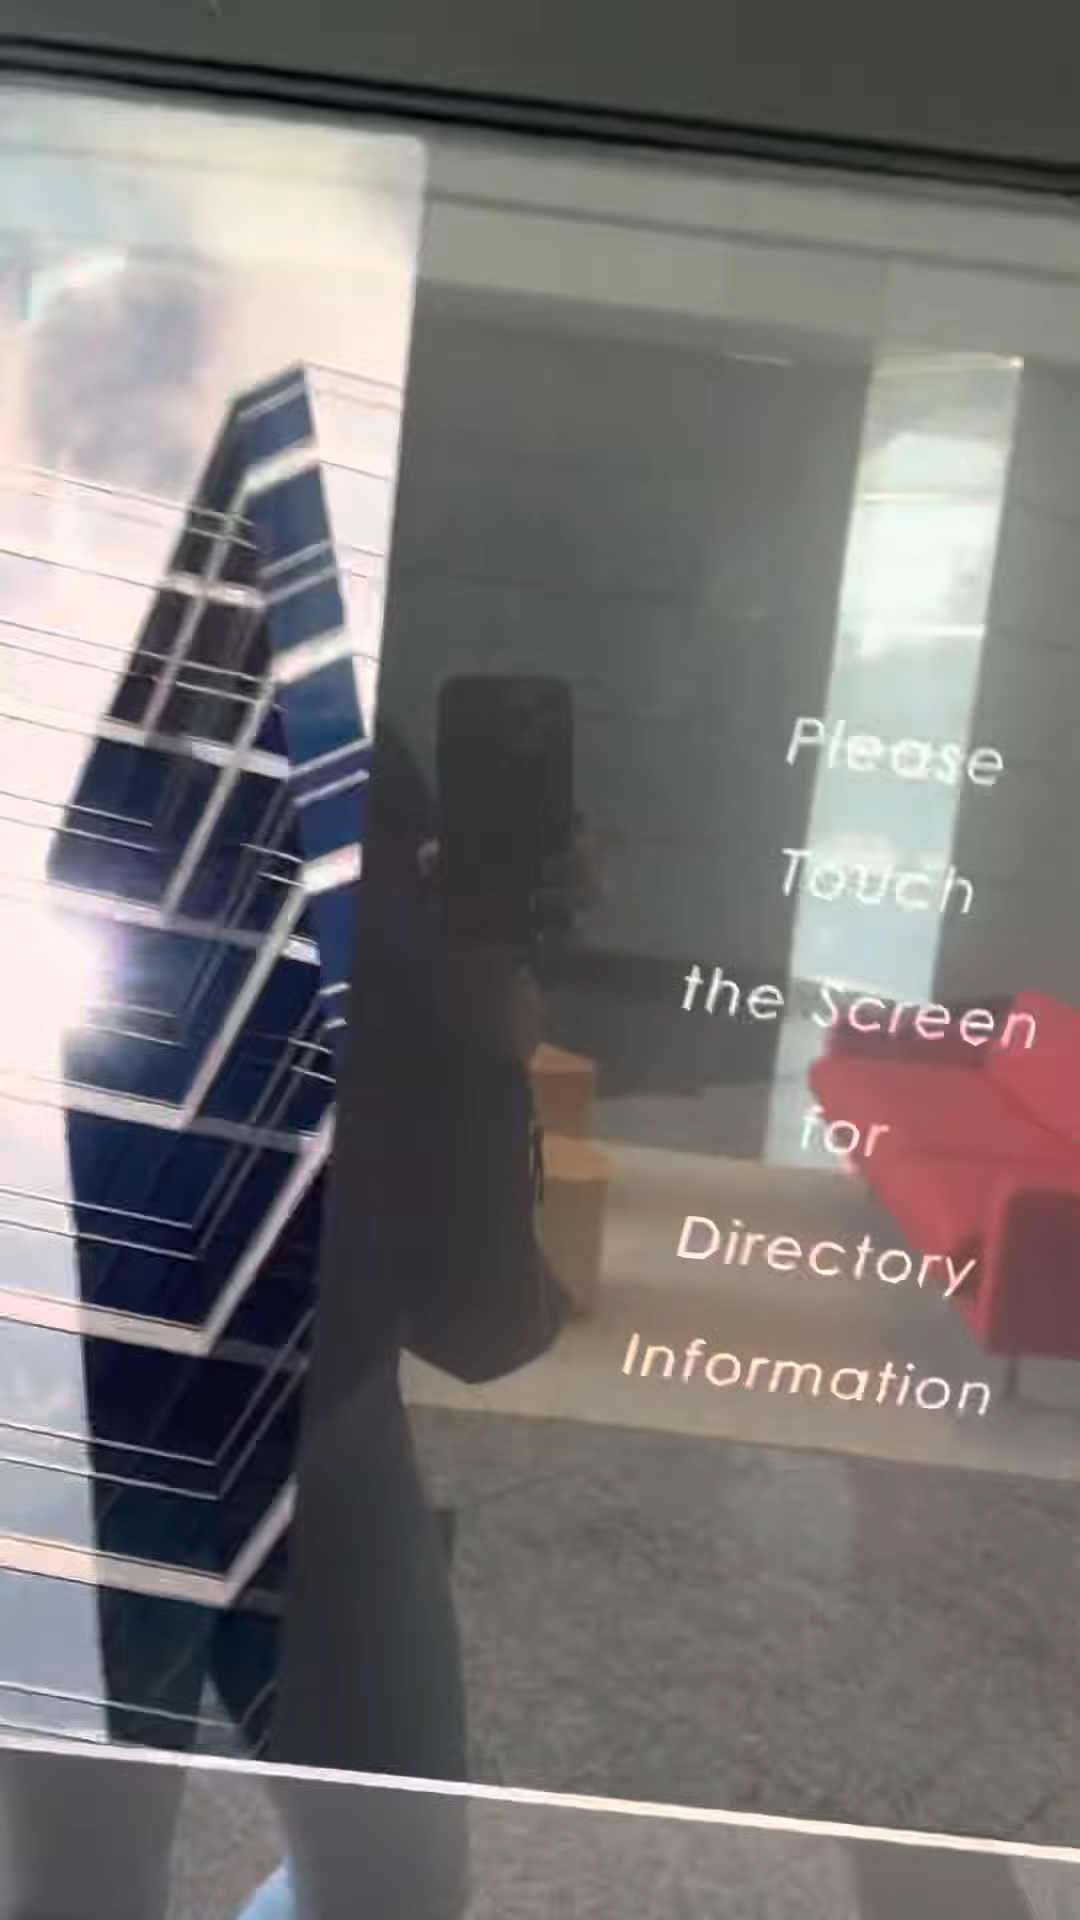 Please
Touch
the Screen
for
Directory
Information